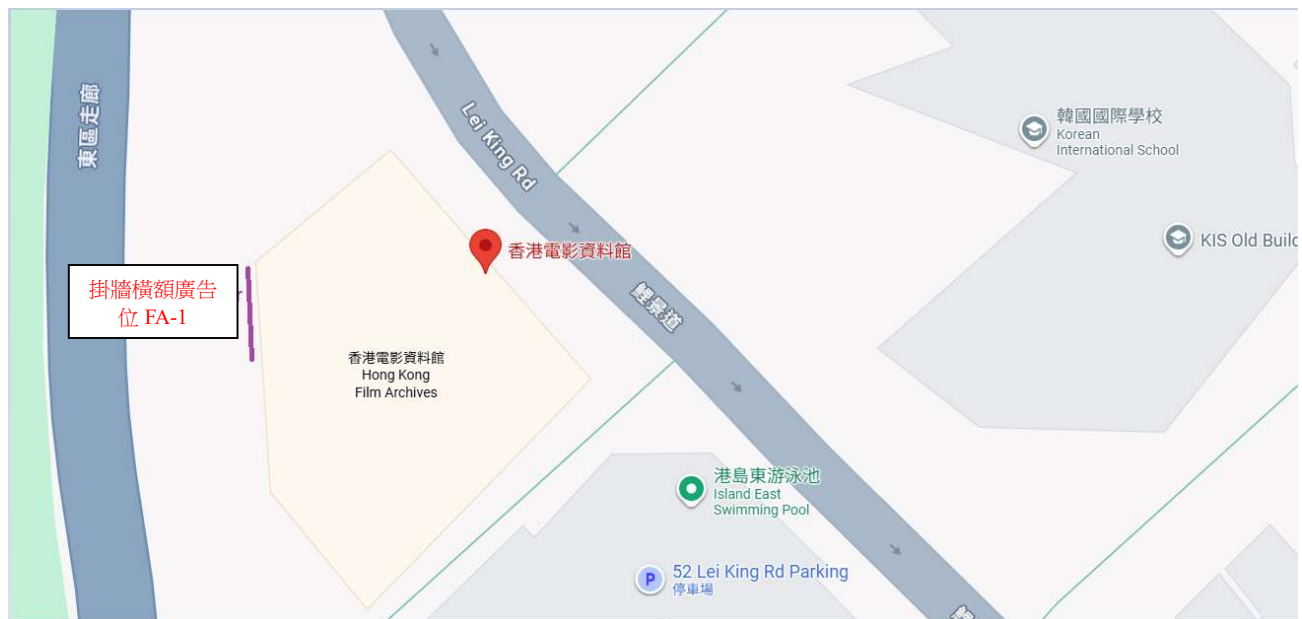 東區走廊
Lei King Rd
韓國國際學校
Korean
International School
KIS Old Build
香港電影資料館
掛牆橫額廣告
位 FA-1
鯉景道
香港電影資料館
Hong Kong
Film Archives
港島東游泳池
Island East
Swimming Pool
P
52 Lei King Rd Parking
停車場
鯉